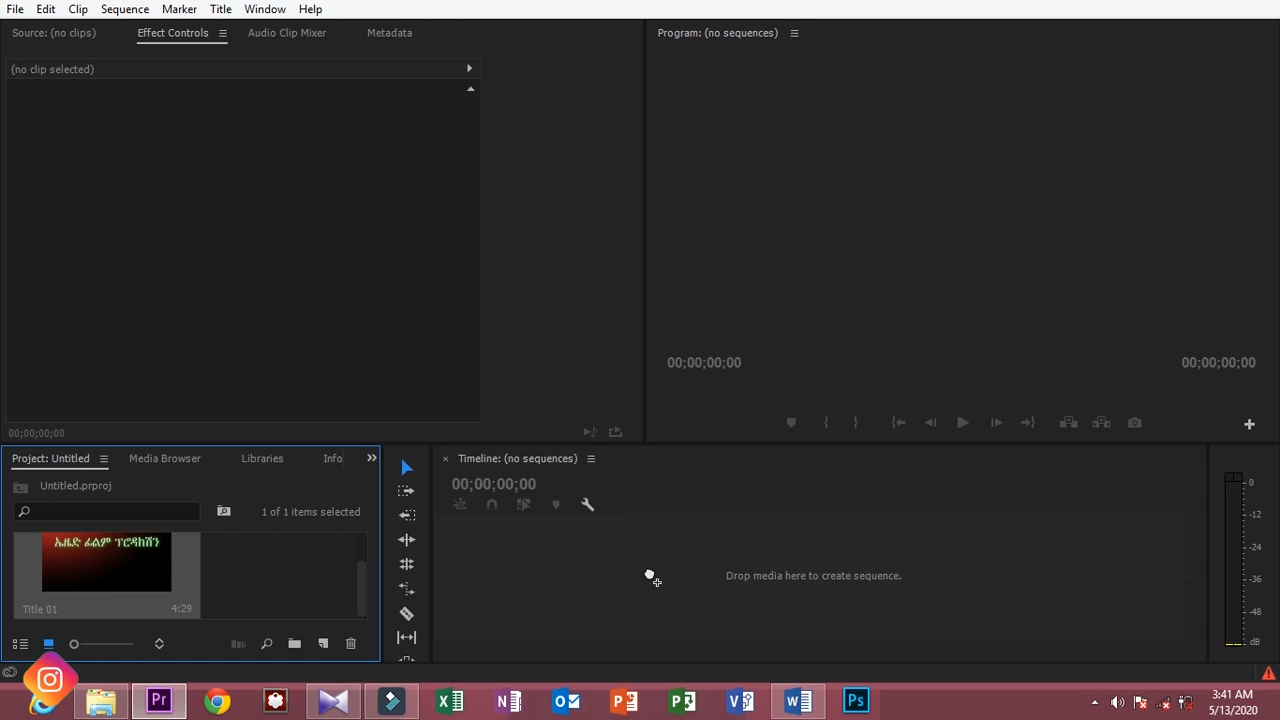 File Edit Clip Sequence Marker Title Window Help
Source: (no clips) Effect Controls Audio Clip Mixer Metadata
Program: (no sequences)
(no clip selected)
00;00;00;00 00;00;00;00
00;00;00;00
Project: Untitled Media Browser Libraries Info
Timeline: (no sequences)
Untitled.prproj
00;00;00;00
1 of 1 items selected
ኤዜድ ፊልም ፕሮዳክሽን
Drop media here to create sequence.
Title 01 4:29
0
-12
-24
-36
-48
dB
3:41 AM
5/13/2020